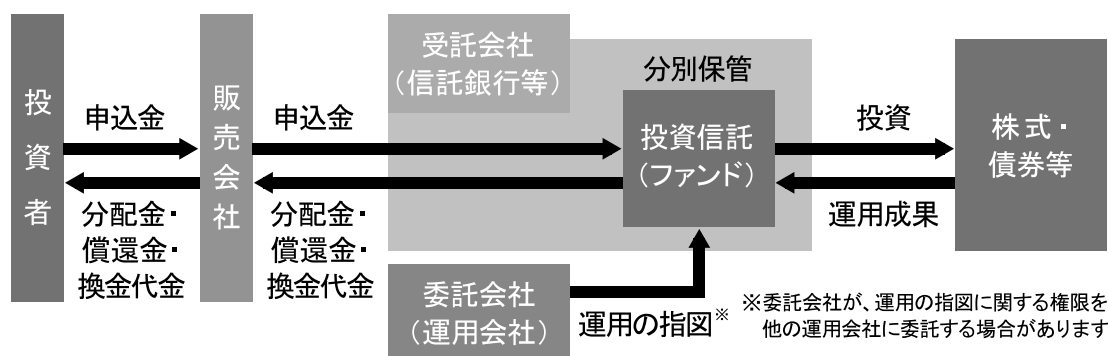 投資者
申込金
分配金・
償還金・
換金代金
販売会社
申込金
分配金・
償還金・
換金代金
受託会社
（信託銀行等）
分別保管
投資信託
（ファンド）
委託会社
（運用会社）
運用の指図※
投資
運用成果
株式・
債券等
※委託会社が、運用の指図に関する権限を
他の運用会社に委託する場合があります